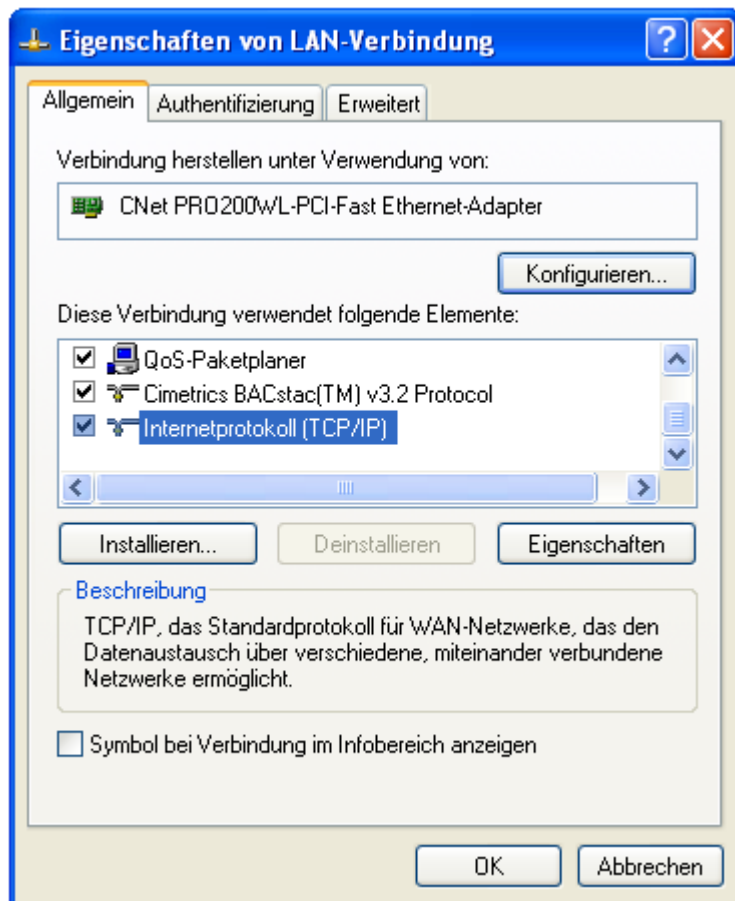 Eigenschaften von LAN-Verbindung
Allgemein Authentifizierung Erweitert
Verbindung herstellen unter Verwendung von:
CNet PRO200WL-PCI-Fast Ethernet-Adapter
Konfigurieren...
Diese Verbindung verwendet folgende Elemente:
QoS-Paketplaner
Cimetrics BACstac(TM) v3.2 Protocol
Internetprotokoll (TCP/IP)
Installieren... Deinstallieren Eigenschaften
Beschreibung
TCP/IP, das Standardprotokoll für WAN-Netzwerke, das den
Datenaustausch über verschiedene, miteinander verbundene
Netzwerke ermöglicht.
Symbol bei Verbindung im Infobereich anzeigen
OK Abbrechen